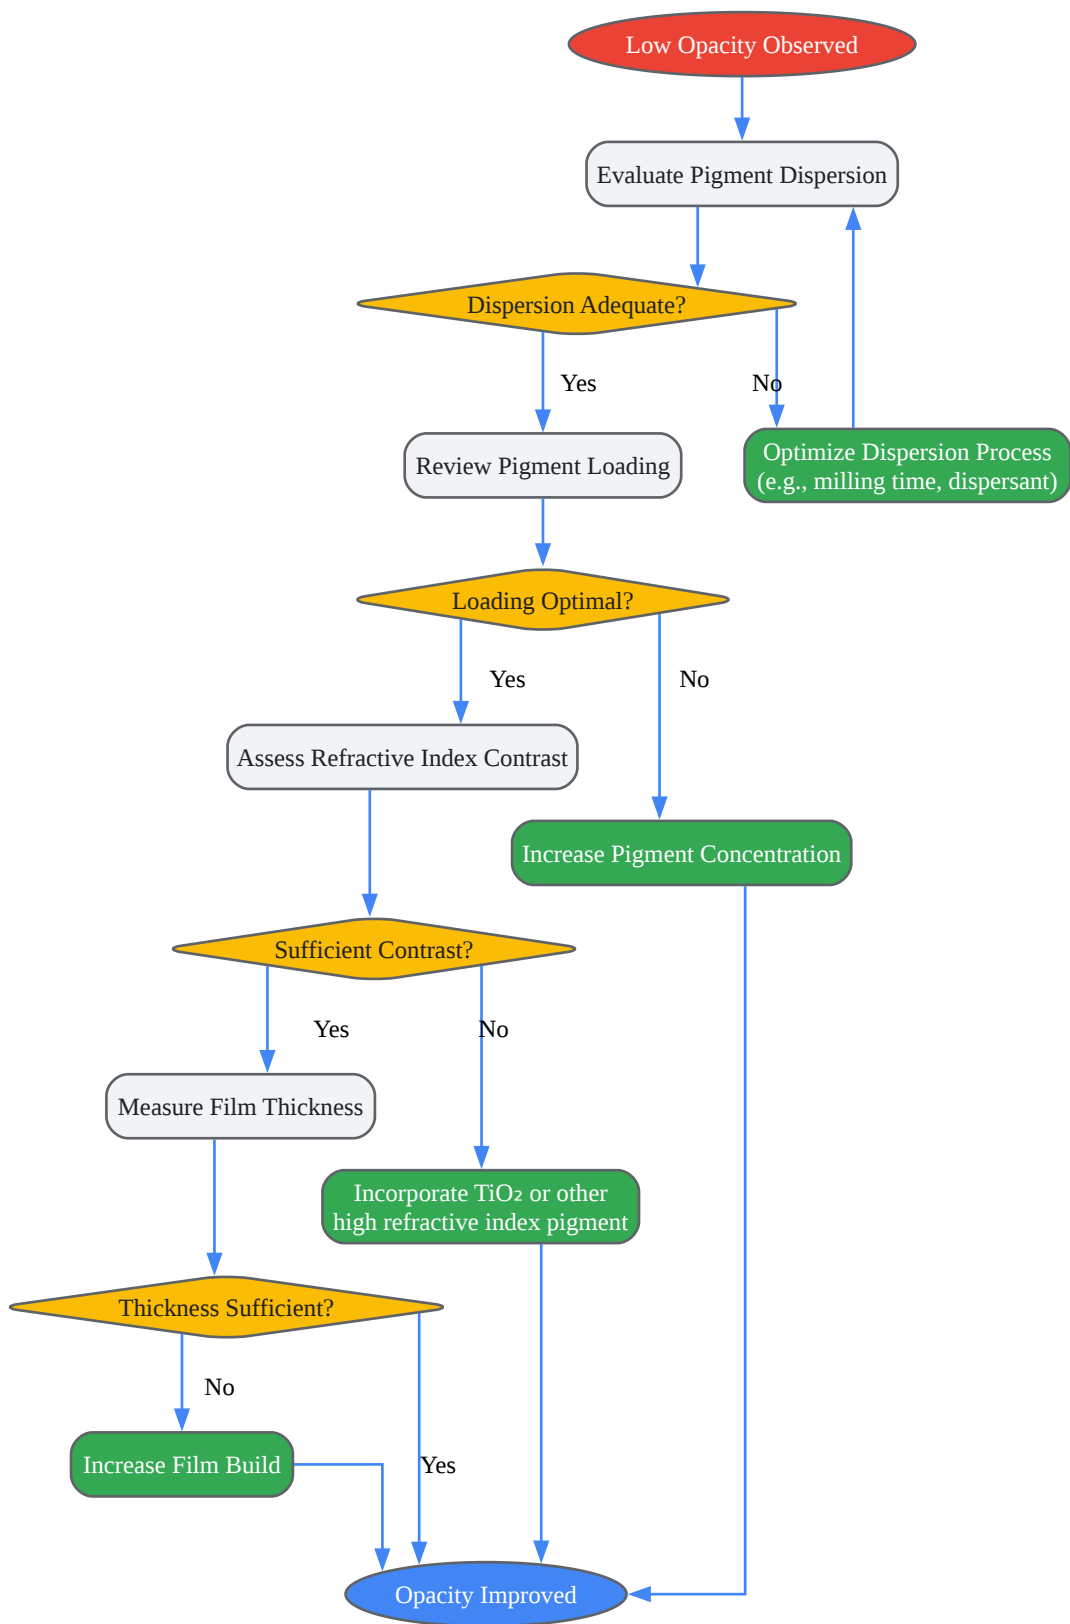 Low Opacity Observed
Evaluate Pigment Dispersion
Dispersion Adequate?
Yes
No
Review Pigment Loading
Optimize Dispersion Process
(e.g., milling time, dispersant)
Loading Optimal?
Yes
No
Assess Refractive Index Contrast
Increase Pigment Concentration
Sufficient Contrast?
Yes
No
Measure Film Thickness
Incorporate TiO₂ or other
high refractive index pigment
Thickness Sufficient?
No
Increase Film Build
Yes
Opacity Improved